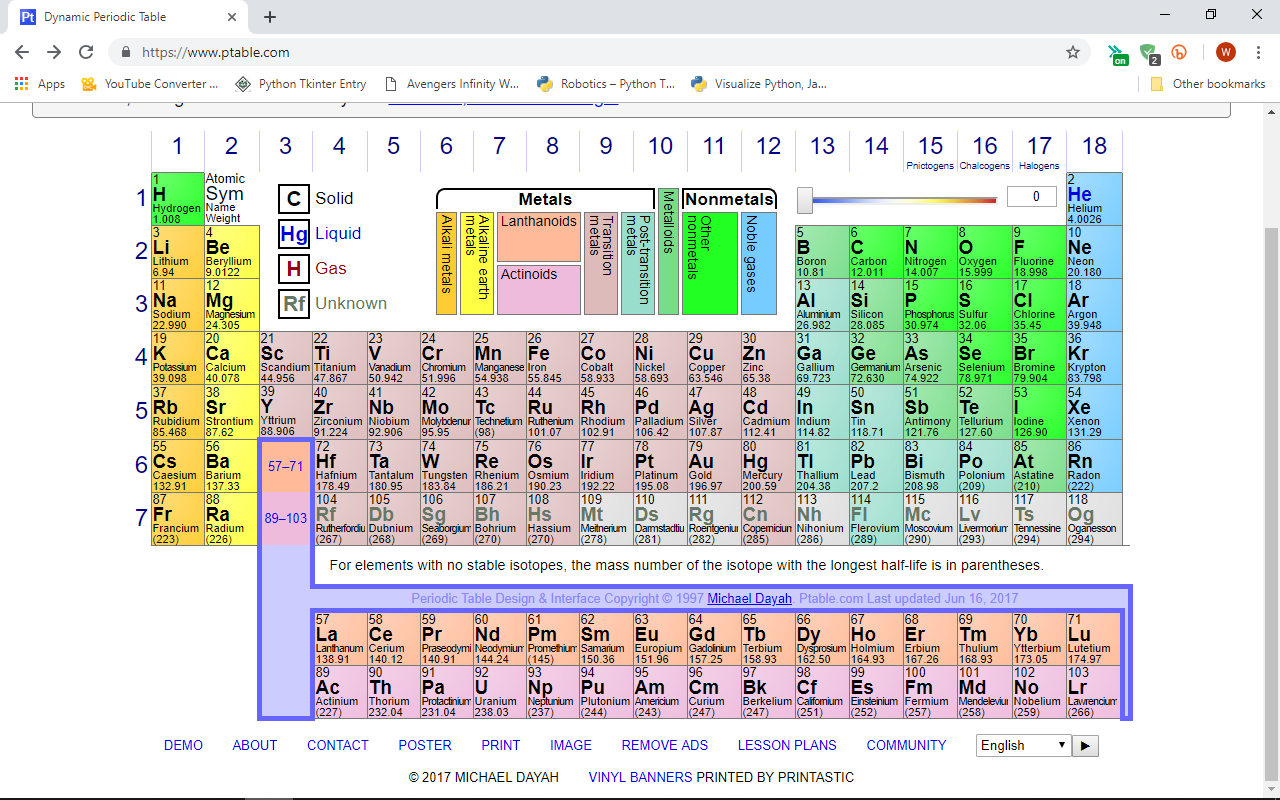 Dynamic Periodic Table
https://www.ptable.com
on 2 W
Apps YouTube Converter ... Python Tkinter Entry Avengers Infinity W... Robotics – Python T... Visualize Python, Ja... Other bookmarks
1 2 3 4 5 6 7 8 9 10 11 12 13 14 15 16 17 18
Pnictogens Chalcogens Halogens
1
1 H Hydrogen 1.008
Atomic Sym Name Weight
C Solid
Hg Liquid
H Gas
Rf Unknown
Metals
Metalloids
Nonmetals
Alkali metals
Alkaline earth metals
Lanthanoids
Actinoids
Transition metals
Post-transition metals
Other nonmetals
Noble gases
0
2 He Helium 4.0026
2
3 Li Lithium 6.94
4 Be Beryllium 9.0122
5 B Boron 10.81
6 C Carbon 12.011
7 N Nitrogen 14.007
8 O Oxygen 15.999
9 F Fluorine 18.998
10 Ne Neon 20.180
3
11 Na Sodium 22.990
12 Mg Magnesium 24.305
13 Al Aluminium 26.982
14 Si Silicon 28.085
15 P Phosphorus 30.974
16 S Sulfur 32.06
17 Cl Chlorine 35.45
18 Ar Argon 39.948
4
19 K Potassium 39.098
20 Ca Calcium 40.078
21 Sc Scandium 44.956
22 Ti Titanium 47.867
23 V Vanadium 50.942
24 Cr Chromium 51.996
25 Mn Manganese 54.938
26 Fe Iron 55.845
27 Co Cobalt 58.933
28 Ni Nickel 58.693
29 Cu Copper 63.546
30 Zn Zinc 65.38
31 Ga Gallium 69.723
32 Ge Germanium 72.630
33 As Arsenic 74.922
34 Se Selenium 78.971
35 Br Bromine 79.904
36 Kr Krypton 83.798
5
37 Rb Rubidium 85.468
38 Sr Strontium 87.62
39 Y Yttrium 88.906
40 Zr Zirconium 91.224
41 Nb Niobium 92.906
42 Mo Molybdenur 95.95
43 Tc Technetium (98)
44 Ru Ruthenium 101.07
45 Rh Rhodium 102.91
46 Pd Palladium 106.42
47 Ag Silver 107.87
48 Cd Cadmium 112.41
49 In Indium 114.82
50 Sn Tin 118.71
51 Sb Antimony 121.76
52 Te Tellurium 127.60
53 I Iodine 126.90
54 Xe Xenon 131.29
6
55 Cs Caesium 132.91
56 Ba Barium 137.33
57–71
72 Hf Hafnium 178.49
73 Ta Tantalum 180.95
74 W Tungsten 183.84
75 Re Rhenium 186.21
76 Os Osmium 190.23
77 Ir Iridium 192.22
78 Pt Platinum 195.08
79 Au Gold 196.97
80 Hg Mercury 200.59
81 Tl Thallium 204.38
82 Pb Lead 207.2
83 Bi Bismuth 208.98
84 Po Polonium (209)
85 At Astatine (210)
86 Rn Radon (222)
7
87 Fr Francium (223)
88 Ra Radium (226)
89–103
104 Rf Rutherfordiu (267)
105 Db Dubnium (268)
106 Sg Seaborgium (269)
107 Bh Bohrium (270)
108 Hs Hassium (270)
109 Mt Meitnerium (278)
110 Ds Darmstadtiu (281)
111 Rg Roentgeniur (282)
112 Cn Copernicium (285)
113 Nh Nihonium (286)
114 Fl Flerovium (289)
115 Mc Moscovium (290)
116 Lv Livermorium (293)
117 Ts Tennessine (294)
118 Og Oganesson (294)
For elements with no stable isotopes, the mass number of the isotope with the longest half-life is in parentheses.
Periodic Table Design & Interface Copyright © 1997 Michael Dayah. Ptable.com Last updated Jun 16, 2017
57 La Lanthanum 138.91
58 Ce Cerium 140.12
59 Pr Praseodymi 140.91
60 Nd Neodymium 144.24
61 Pm Promethium (145)
62 Sm Samarium 150.36
63 Eu Europium 151.96
64 Gd Gadolinium 157.25
65 Tb Terbium 158.93
66 Dy Dysprosium 162.50
67 Ho Holmium 164.93
68 Er Erbium 167.26
69 Tm Thulium 168.93
70 Yb Ytterbium 173.05
71 Lu Lutetium 174.97
89 Ac Actinium (227)
90 Th Thorium 232.04
91 Pa Protactinium 231.04
92 U Uranium 238.03
93 Np Neptunium (237)
94 Pu Plutonium (244)
95 Am Americium (243)
96 Cm Curium (247)
97 Bk Berkelium (247)
98 Cf Californium (251)
99 Es Einsteinium (252)
100 Fm Fermium (257)
101 Md Mendeleviur (258)
102 No Nobelium (259)
103 Lr Lawrencium (266)
DEMO ABOUT CONTACT POSTER PRINT IMAGE REMOVE ADS LESSON PLANS COMMUNITY English
© 2017 MICHAEL DAYAH VINYL BANNERS PRINTED BY PRINTASTIC